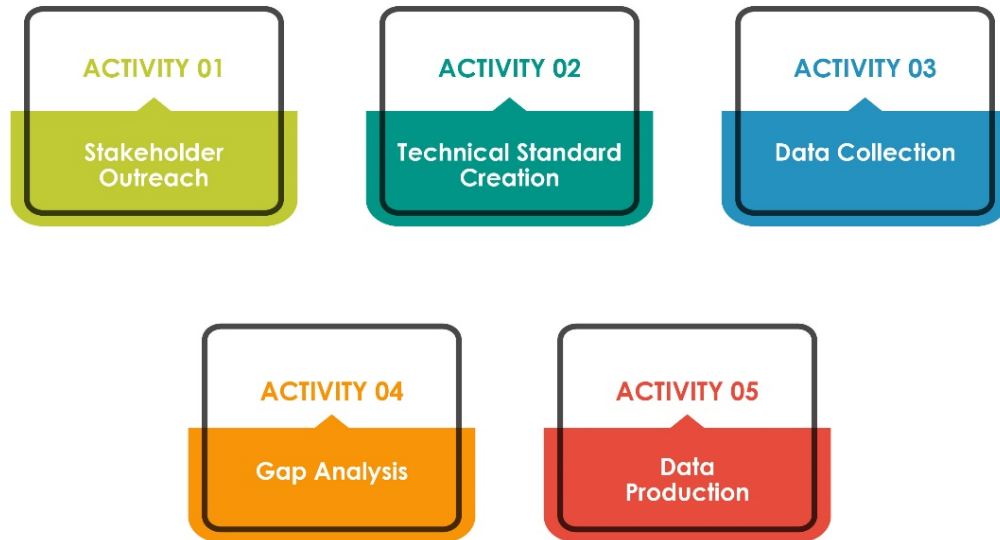 ACTIVITY 01
Stakeholder
Outreach
ACTIVITY 02
Technical Standard
Creation
ACTIVITY 03
Data Collection
ACTIVITY 04
Gap Analysis
ACTIVITY 05
Data
Production